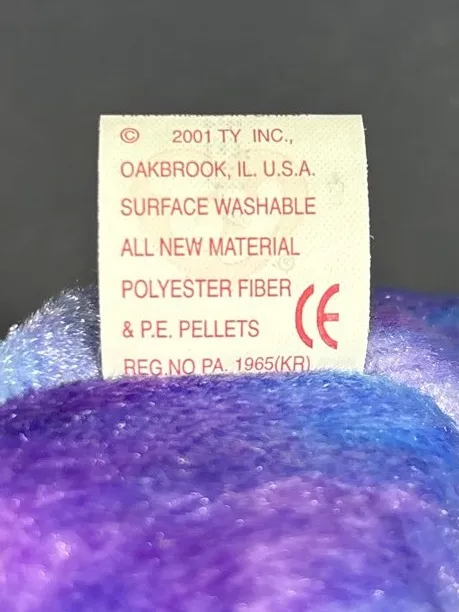 © 2001 TY INC.,
OAKBROOK, IL. U.S.A.
SURFACE WASHABLE
ALL NEW MATERIAL
POLYESTER FIBER
& P.E. PELLETS CE
REG.NO PA. 1965(KR)